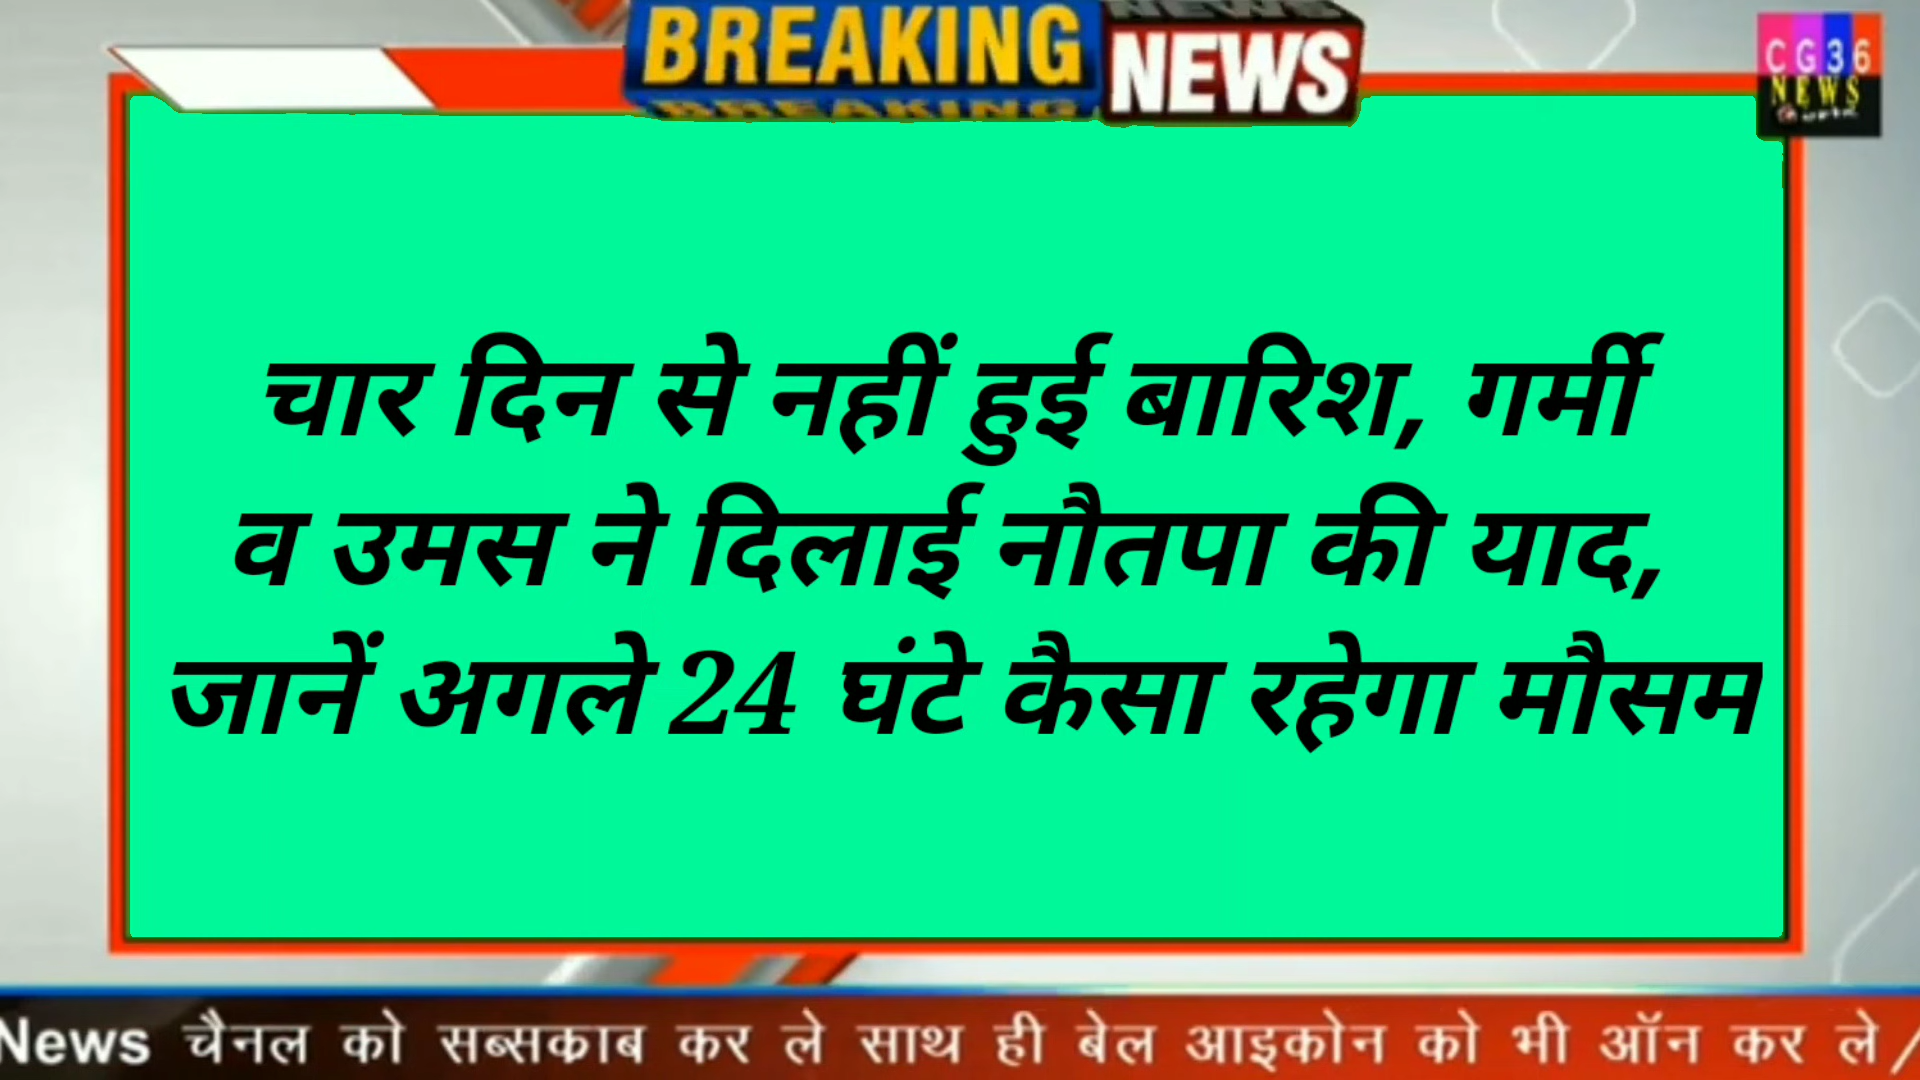 BREAKING NEWS
CG36
NEWS
चार दिन से नहीं हुई बारिश, गर्मी
व उमस ने दिलाई नौतपा की याद,
जानें अगले 24 घंटे कैसा रहेगा मौसम
News चैनल को सब्सकाब कर ले साथ ही बेल आइकोन को भी ऑन कर ले/